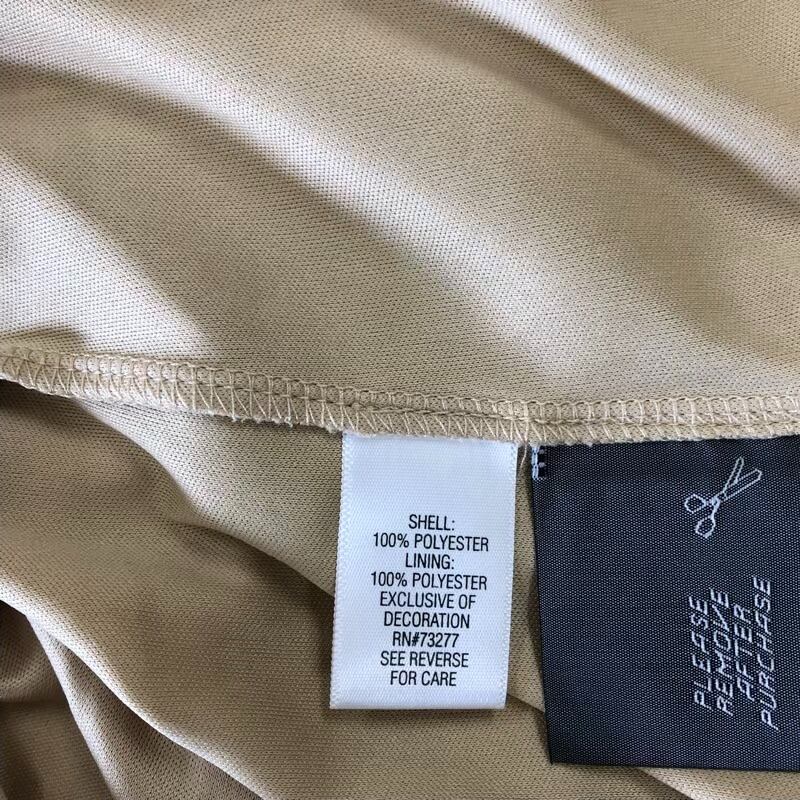 SHELL:
100% POLYESTER
LINING:
100% POLYESTER
EXCLUSIVE OF
DECORATION
RN#73277
SEE REVERSE
FOR CARE
PLEASE
REMOVE
AFTER
PURCHASE